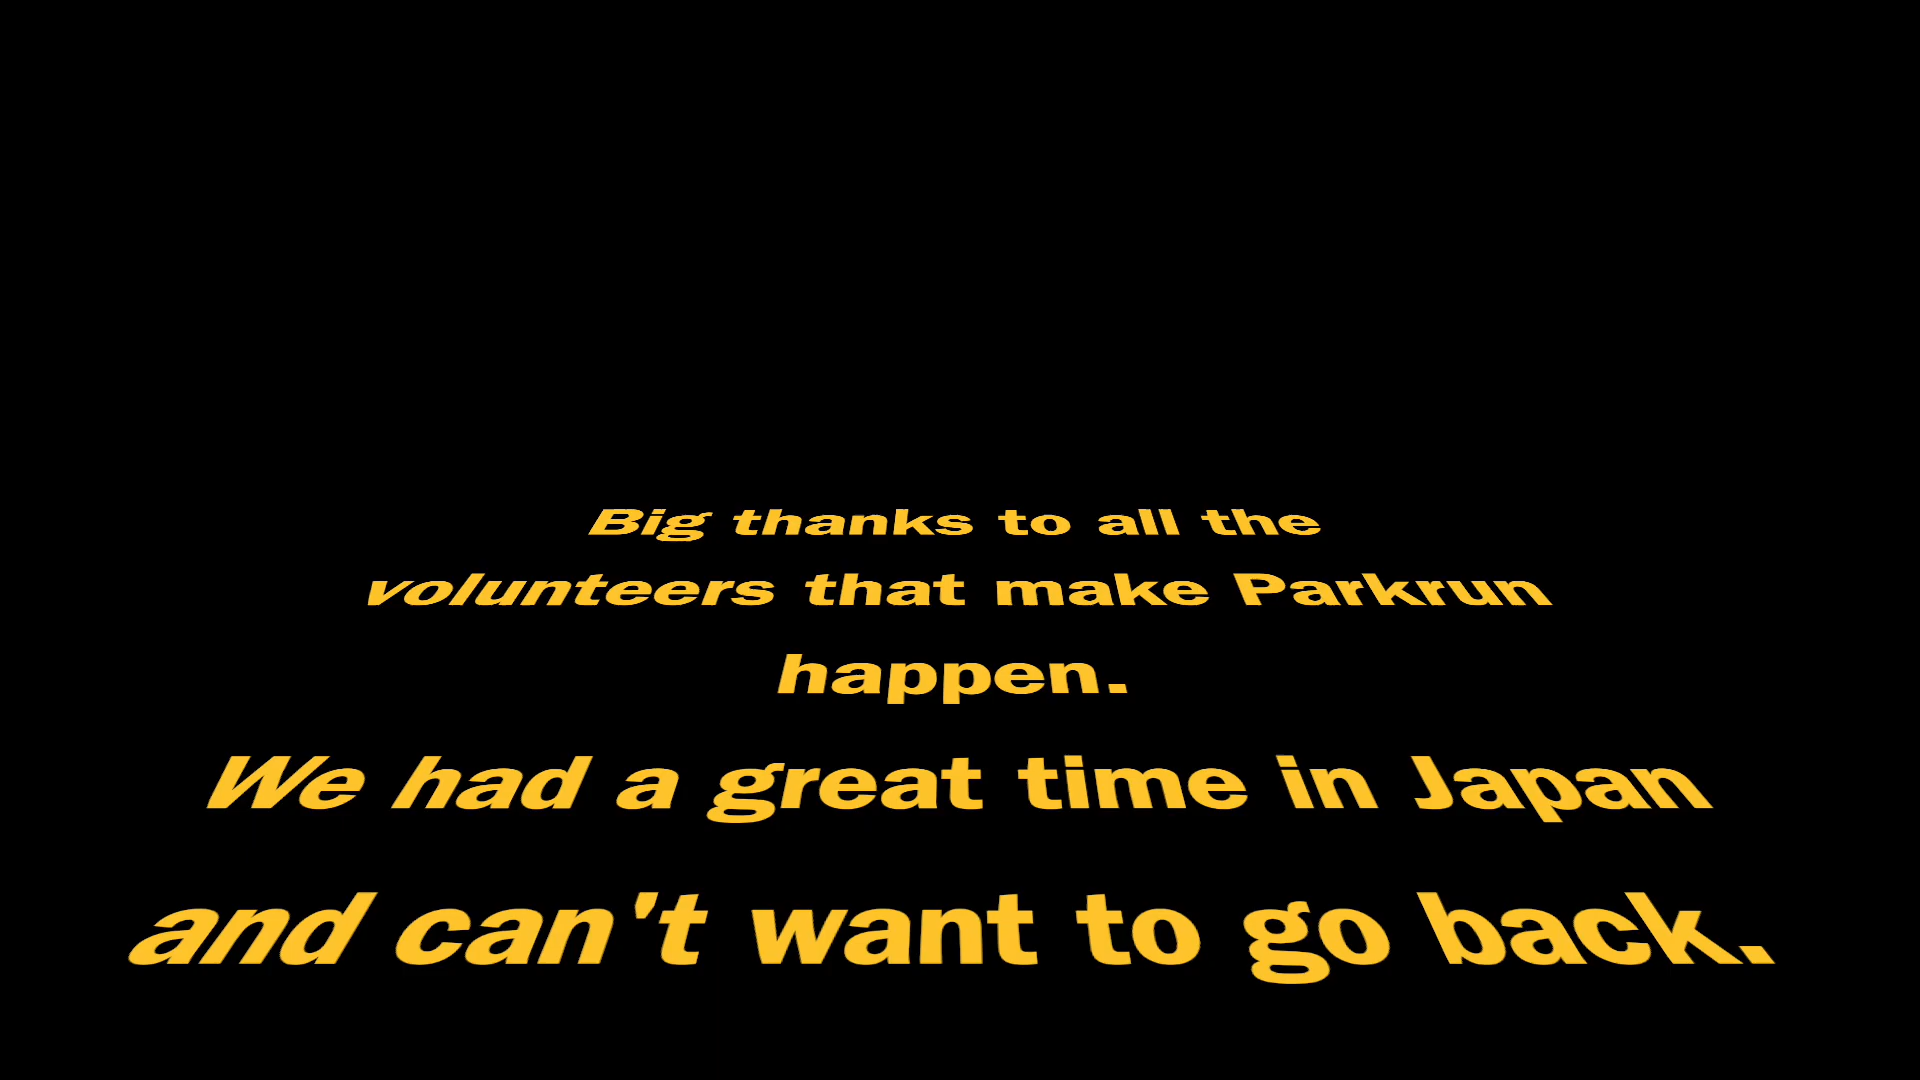 Big thanks to all the
volunteers that make Parkrun
happen.
We had a great time in Japan
and can't want to go back.